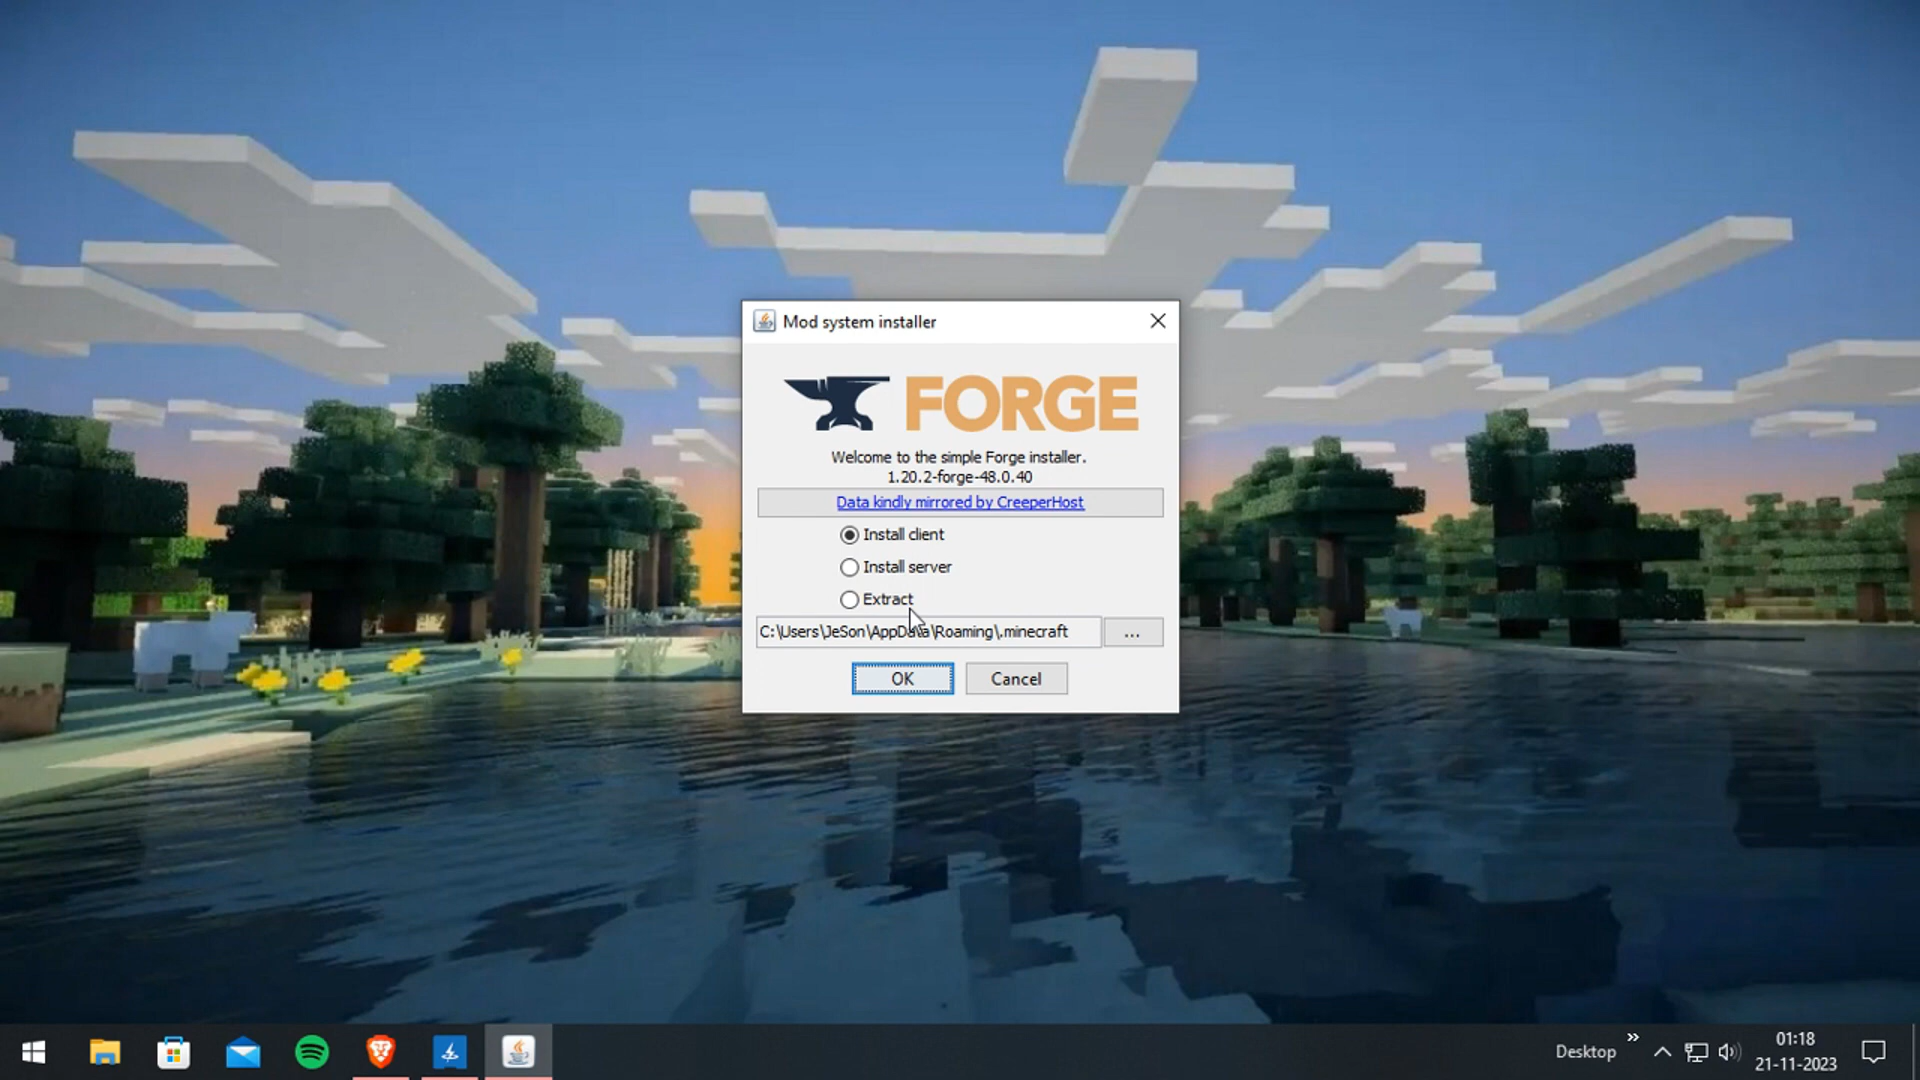 Mod system installer
FORGE
Welcome to the simple Forge installer.
1.20.2-forge-48.0.40
Data kindly mirrored by CreeperHost
Install client
Install server
Extract
C:\Users\JeSon\AppData\Roaming\.minecraft
...
OK
Cancel
Desktop
01:18
21-11-2023